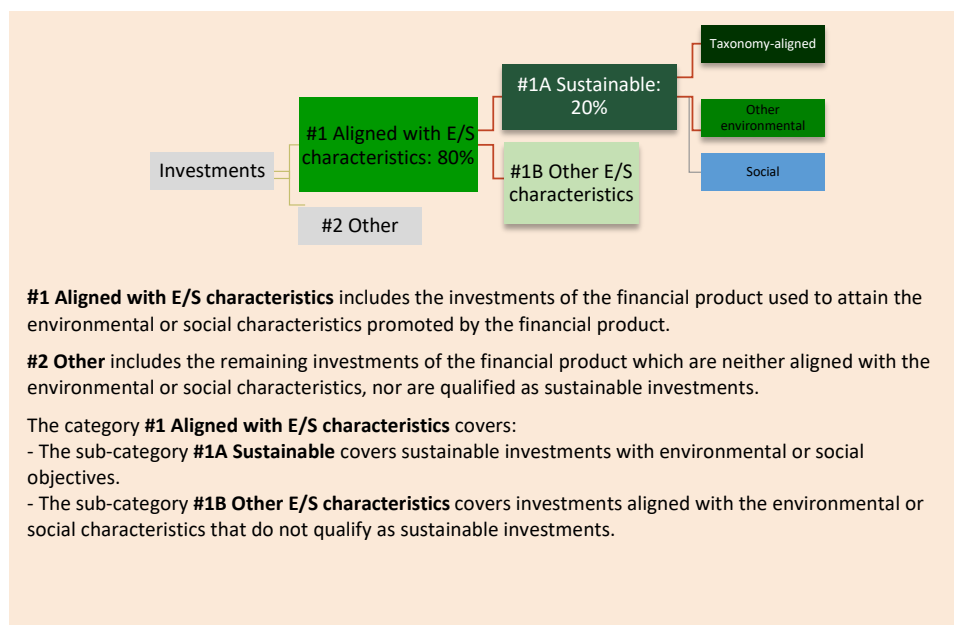 Taxonomy-aligned
#1A Sustainable:
20%
Other
environmental
#1 Aligned with E/S
characteristics: 80%
Investments
#1B Other E/S
characteristics
Social
#2 Other
#1 Aligned with E/S characteristics includes the investments of the financial product used to attain the
environmental or social characteristics promoted by the financial product.
#2 Other includes the remaining investments of the financial product which are neither aligned with the
environmental or social characteristics, nor are qualified as sustainable investments.
The category #1 Aligned with E/S characteristics covers:
- The sub-category #1A Sustainable covers sustainable investments with environmental or social
objectives.
- The sub-category #1B Other E/S characteristics covers investments aligned with the environmental or
social characteristics that do not qualify as sustainable investments.